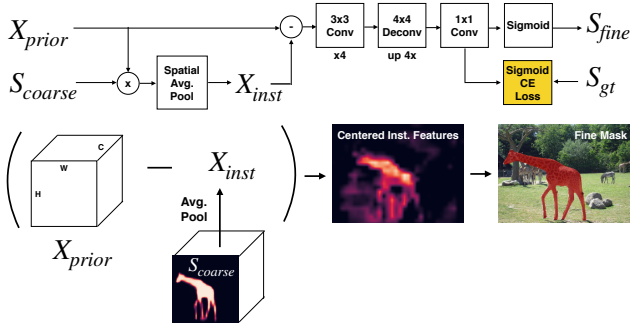 X_prior
-
3x3
Conv
x4
4x4
Deconv
up 4x
1x1
Conv
Sigmoid
S_fine
S_coarse
x
Spatial
Avg.
Pool
X_inst
Sigmoid
CE
Loss
S_gt
C
W
H
X_prior
X_inst
Avg.
Pool
S_coarse
Centered Inst. Features
Fine Mask